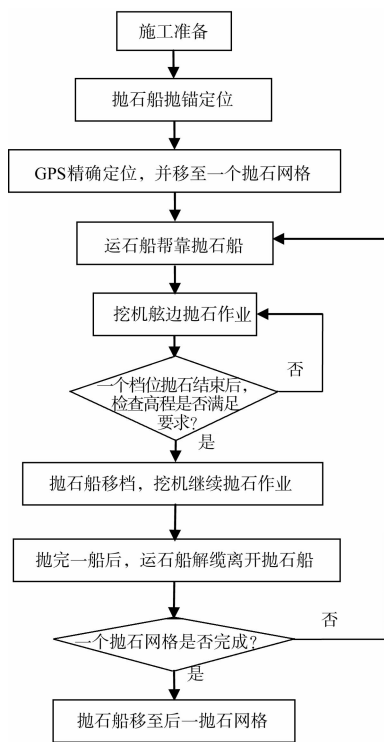 施工准备
抛石船抛锚定位
GPS精确定位，并移至一个抛石网格
运石船帮靠抛石船
挖机舷边抛石作业
否
一个档位抛石结束后，
检查高程是否满足
要求？
是
抛石船移档，挖机继续抛石作业
抛完一船后，运石船解缆离开抛石船
否
一个抛石网格是否完成？
是
抛石船移至后一抛石网格